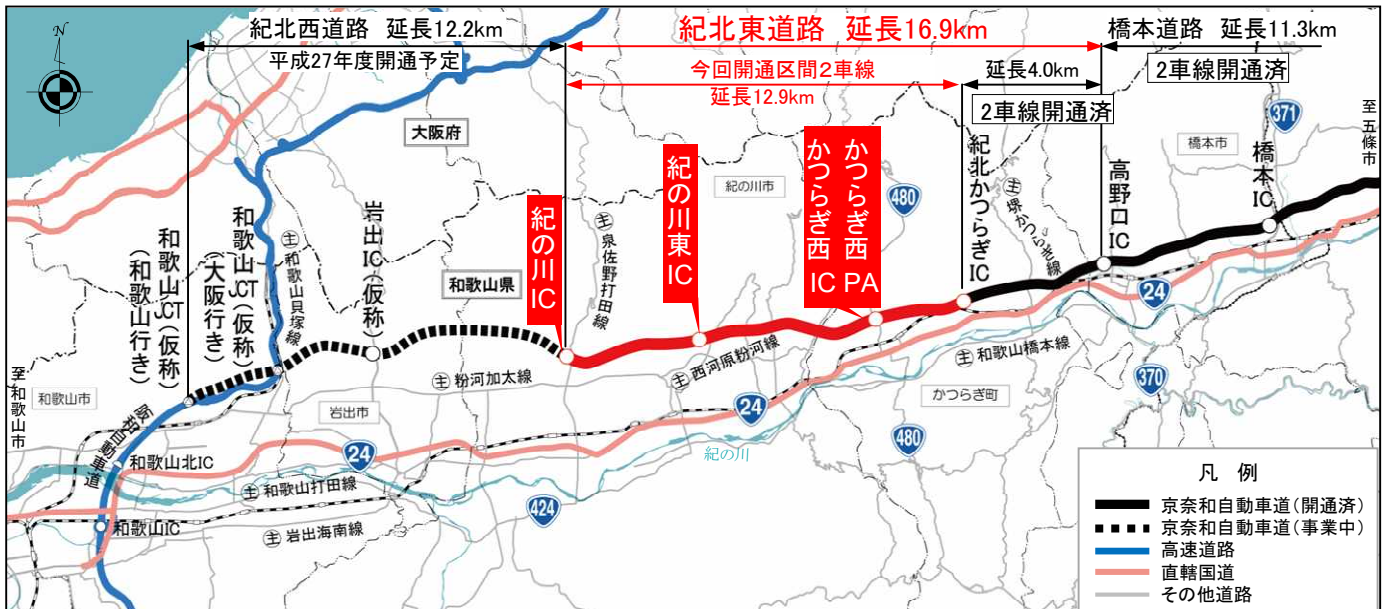 紀北西道路 延長12.2km
平成27年度開通予定
紀北東道路 延長16.9km
今回開通区間2車線
延長12.9km
延長4.0km
2車線開通済
橋本道路 延長11.3km
2車線開通済
N
大阪府
和歌山県
紀の川市
橋本市
和歌山市
岩出市
かつらぎ町
至和歌山市
至五條市
和歌山JCT(仮称)
(和歌山行き)
和歌山JCT(仮称)
(大阪行き)
岩出IC(仮称)
紀の川IC
紀の川東IC
かつらぎ西IC
かつらぎ西PA
紀北かつらぎIC
高野口IC
橋本IC
主 和歌山貝塚線
主 泉佐野打田線
主 堺かつらぎ線
主 粉河加太線
主 西河原粉河線
主 和歌山橋本線
主 和歌山打田線
主 岩出海南線
阪和自動車道
和歌山北IC
和歌山IC
紀の川
371
480
24
370
24
480
24
424
凡例
京奈和自動車道(開通済)
京奈和自動車道(事業中)
高速道路
直轄国道
その他道路